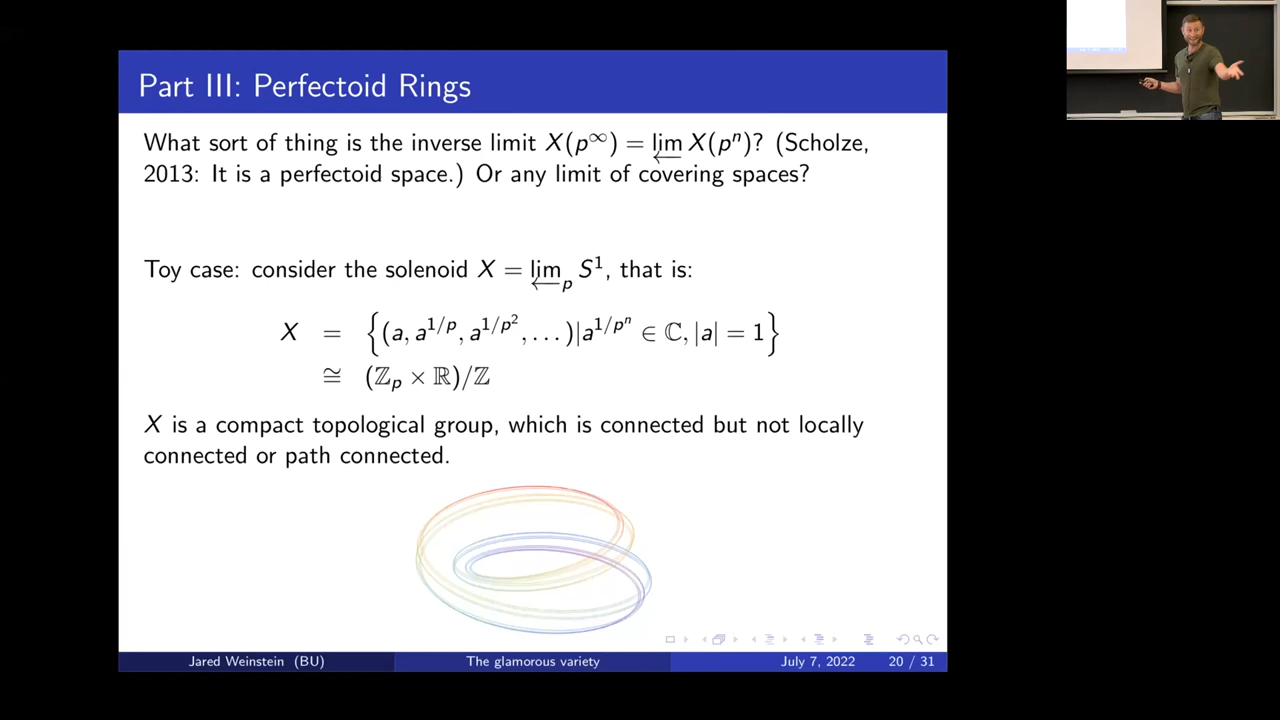 Part III: Perfectoid Rings
What sort of thing is the inverse limit X(p^∞) = lim← X(p^n)? (Scholze,
2013: It is a perfectoid space.) Or any limit of covering spaces?
Toy case: consider the solenoid X = lim←_p S^1, that is:
X = {(a, a^{1/p}, a^{1/p^2}, . . . )|a^{1/p^n} ∈ ℂ, |a| = 1}
≅ (ℤ_p × ℝ)/ℤ
X is a compact topological group, which is connected but not locally
connected or path connected.
Jared Weinstein (BU) The glamorous variety July 7, 2022 20 / 31